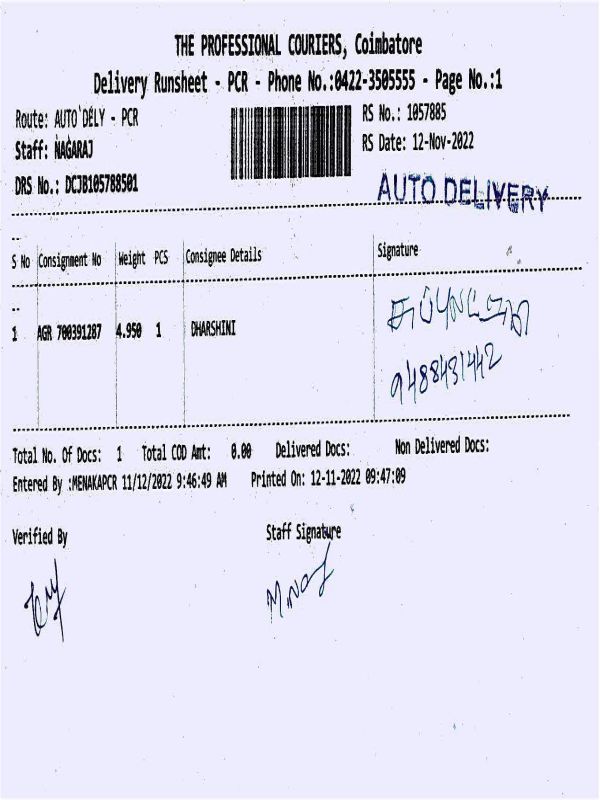 THE PROFESSIONAL COURIERS, Coimbatore
Delivery Runsheet - PCR - Phone No.:0422-3505555 - Page No.:1
Route: AUTO DELY - PCR
RS No.: 1057885
Staff: NAGARAJ
RS Date: 12-Nov-2022
DRS No.: DCJB105788501
AUTO DELIVERY
S No Consignment No Weight PCS Consignee Details Signature
1 AGR 700391287 4.950 1 DHARSHINI
9488431442
Total No. Of Docs: 1 Total COD Amt: 0.00 Delivered Docs: Non Delivered Docs:
Entered By :MENAKAPCR 11/12/2022 9:46:49 AM Printed On: 12-11-2022 09:47:09
Verified By Staff Signature